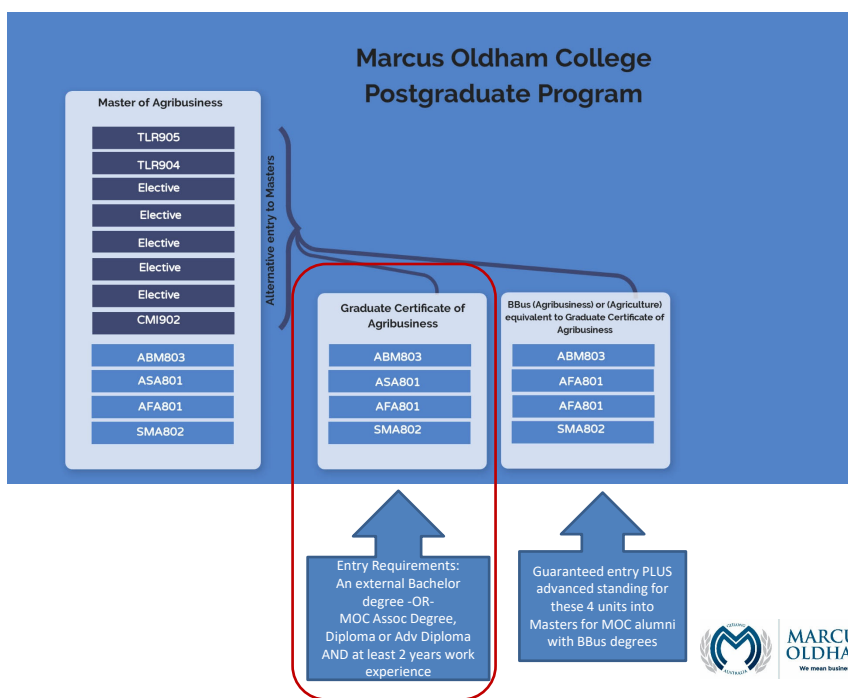 Marcus Oldham College
Postgraduate Program
Master of Agribusiness
TLR905
TLR904
Elective
Elective
Elective
Elective
Elective
CMI902
ABM803
ASA801
AFA801
SMA802
Alternative entry to Masters
Graduate Certificate of
Agribusiness
ABM803
ASA801
AFA801
SMA802
BBus (Agribusiness) or (Agriculture)
equivalent to Graduate Certificate of
Agribusiness
ABM803
AFA801
AFA801
SMA802
Entry Requirements:
An external Bachelor
degree -OR-
MOC Assoc Degree,
Diploma or Adv Diploma
AND at least 2 years work
experience
Guaranteed entry PLUS
advanced standing for
these 4 units into
Masters for MOC alumni
with BBus degrees
GEELONG
AUSTRALIA
MARCU
OLDHA
We mean busine